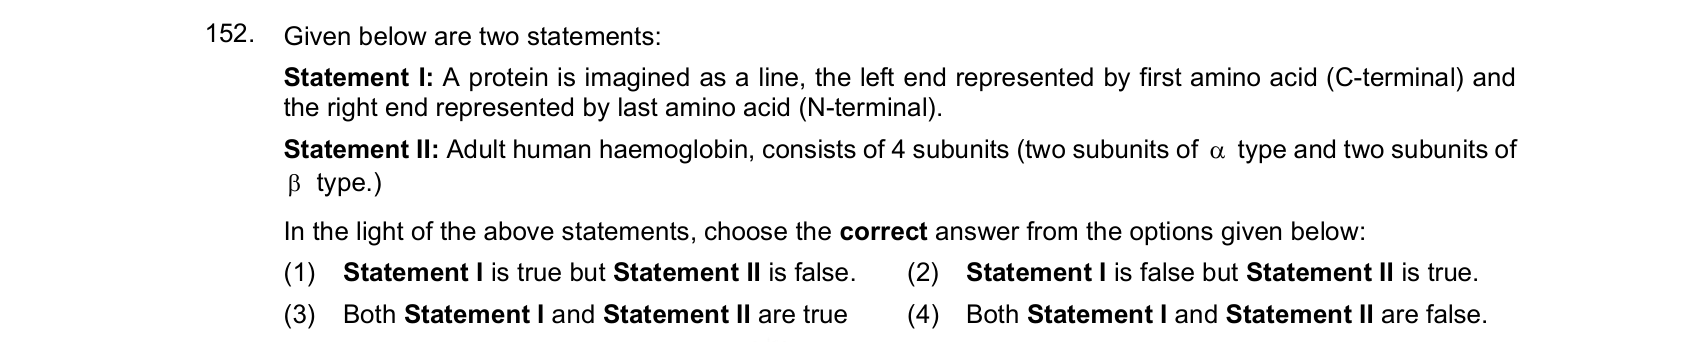 152. Given below are two statements:
Statement I: A protein is imagined as a line, the left end represented by first amino acid (C-terminal) and
the right end represented by last amino acid (N-terminal).
Statement II: Adult human haemoglobin, consists of 4 subunits (two subunits of α type and two subunits of
β type.)
In the light of the above statements, choose the correct answer from the options given below:
(1) Statement I is true but Statement II is false. (2) Statement I is false but Statement II is true.
(3) Both Statement I and Statement II are true (4) Both Statement I and Statement II are false.